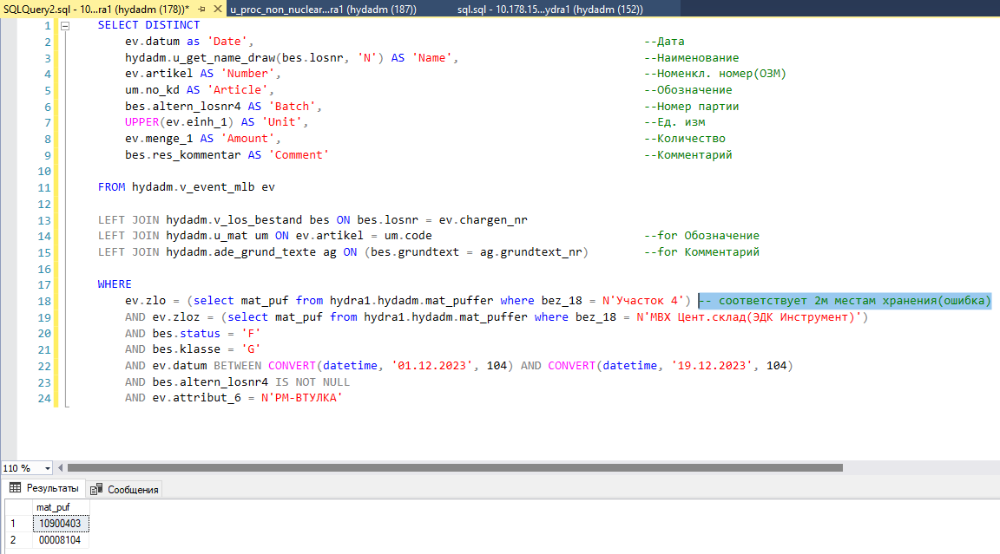 SQLQuery2.sql - 10...ra1 (hydadm (178))* u_proc_non_nuclear...ra1 (hydadm (187)) sql.sql - 10.178.15...ydra1 (hydadm (152))
1 SELECT DISTINCT
2 ev.datum as 'Date', --Дата
3 hydadm.u_get_name_draw(bes.losnr, 'N') AS 'Name', --Наименование
4 ev.artikel AS 'Number', --Номенкл. номер(ОЗМ)
5 um.no_kd AS 'Article', --Обозначение
6 bes.altern_losnr4 AS 'Batch', --Номер партии
7 UPPER(ev.einh_1) AS 'Unit', --Ед. изм
8 ev.menge_1 AS 'Amount', --Количество
9 bes.res_kommentar AS 'Comment' --Комментарий
10
11 FROM hydadm.v_event_mlb ev
12
13 LEFT JOIN hydadm.v_los_bestand bes ON bes.losnr = ev.chargen_nr
14 LEFT JOIN hydadm.u_mat um ON ev.artikel = um.code --for Обозначение
15 LEFT JOIN hydadm.ade_grund_texte ag ON (bes.grundtext = ag.grundtext_nr) --for Комментарий
16
17 WHERE
18 ev.zlo = (select mat_puf from hydra1.hydadm.mat_puffer where bez_18 = N'Участок 4') -- соответствует 2м местам хранения(ошибка)
19 AND ev.zloz = (select mat_puf from hydra1.hydadm.mat_puffer where bez_18 = N'МВХ Цент.склад(ЭДК Инструмент)')
20 AND bes.status = 'F'
21 AND bes.klasse = 'G'
22 AND ev.datum BETWEEN CONVERT(datetime, '01.12.2023', 104) AND CONVERT(datetime, '19.12.2023', 104)
23 AND bes.altern_losnr4 IS NOT NULL
24 AND ev.attribut_6 = N'РМ-ВТУЛКА'
110 %
Результаты Сообщения
mat_puf
1 10900403
2 00008104